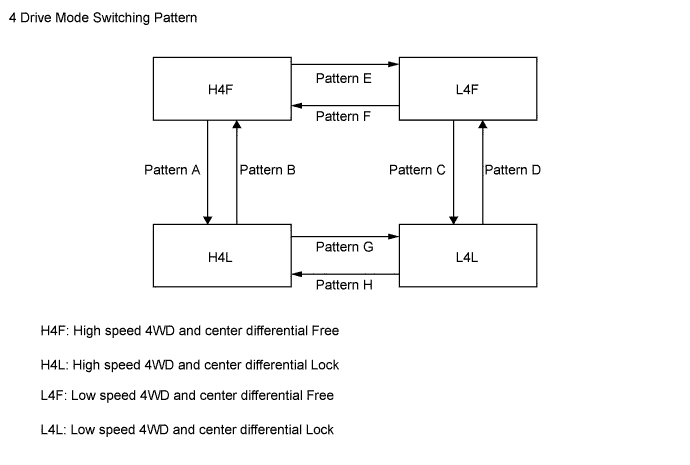 4 Drive Mode Switching Pattern
H4F
Pattern E
L4F
Pattern F
Pattern A
Pattern B
Pattern C
Pattern D
H4L
Pattern G
L4L
Pattern H
H4F: High speed 4WD and center differential Free
H4L: High speed 4WD and center differential Lock
L4F: Low speed 4WD and center differential Free
L4L: Low speed 4WD and center differential Lock